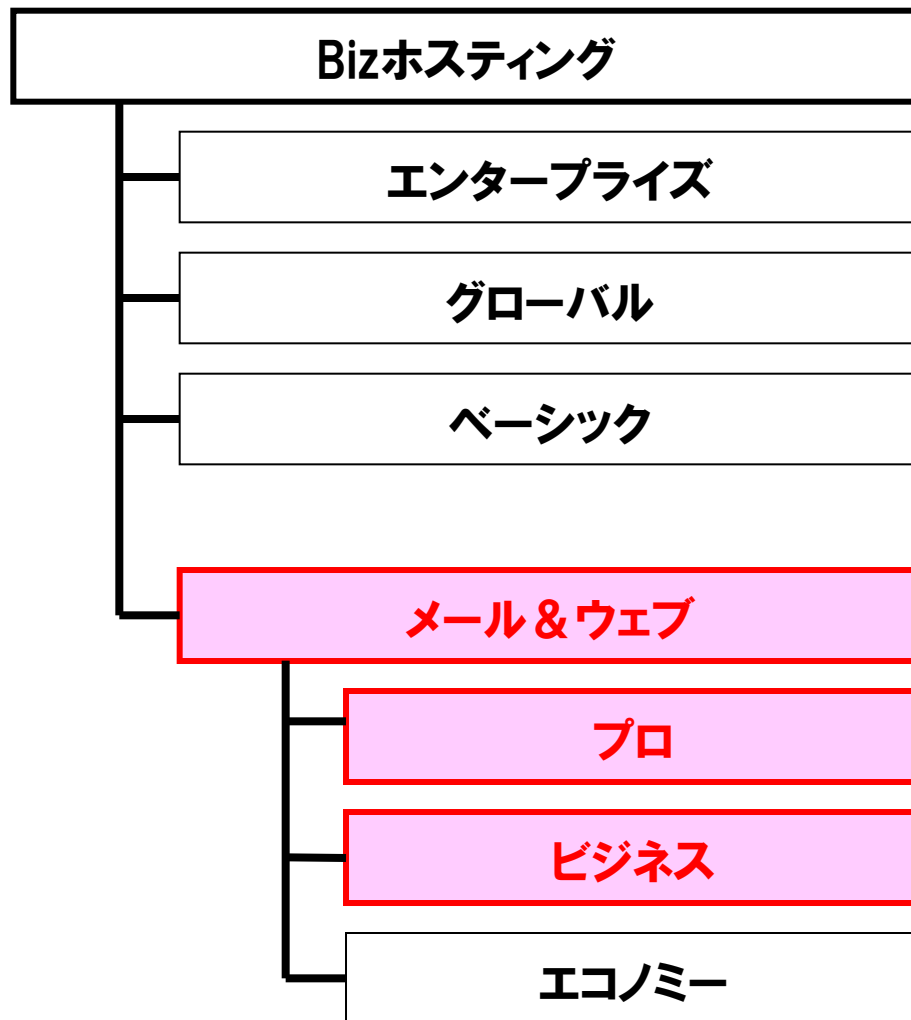 Bizホスティング
エンタープライズ
グローバル
ベーシック
メール＆ウェブ
プロ
ビジネス
エコノミー